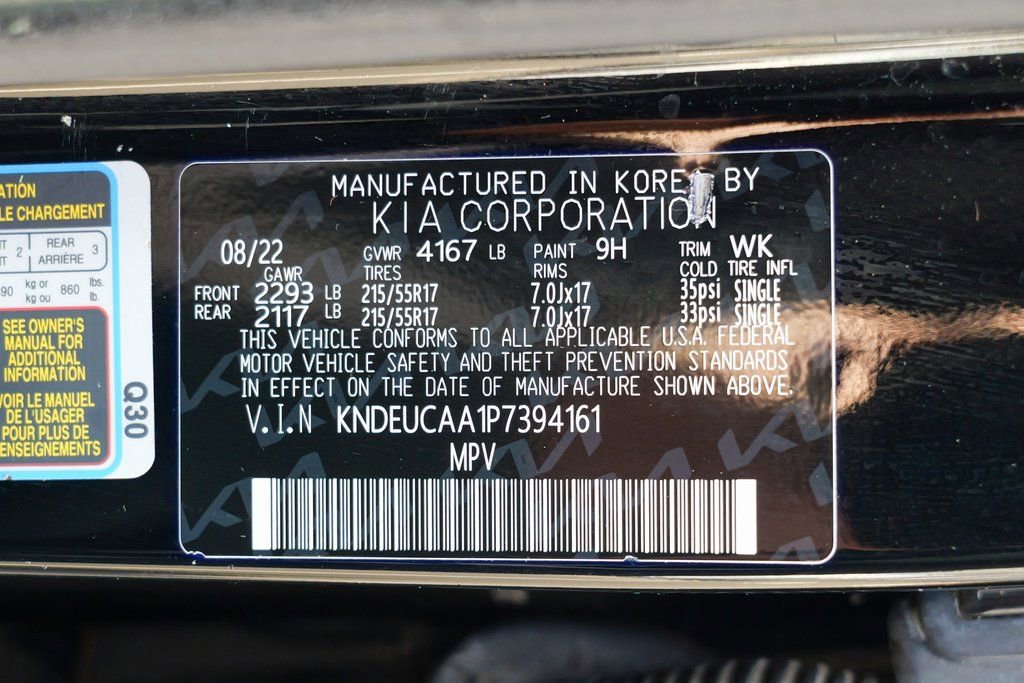 ATIÓN
LE CHARGEMENT
2 REAR 3
ARRIÈRE
90 kg or kg ou 860 lbs. lb.
SEE OWNER'S
MANUAL FOR
ADDITIONAL
INFORMATION
VOIR LE MANUEL
DE L'USAGER
POUR PLUS DE
ENSEIGNEMENTS
Q30
MANUFACTURED IN KOREA BY
KIA CORPORATION
08/22 GVWR 4167 LB PAINT 9H TRIM WK
GAWR TIRES RIMS COLD TIRE INFL
FRONT 2293 LB 215/55R17 7.0Jx17 35psi SINGLE
REAR 2117 LB 215/55R17 7.0Jx17 33psi SINGLE
THIS VEHICLE CONFORMS TO ALL APPLICABLE U.S.A. FEDERAL
MOTOR VEHICLE SAFETY AND THEFT PREVENTION STANDARDS
IN EFFECT ON THE DATE OF MANUFACTURE SHOWN ABOVE.
V.I.N KNDEUCAA1P7394161
MPV